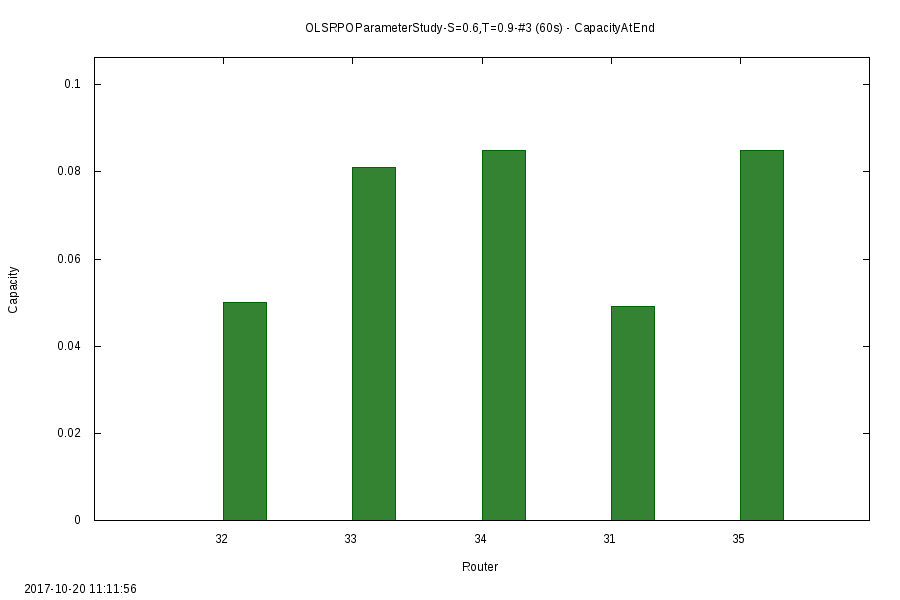 OLSRPOParameterStudy-S=0.6,T=0.9-#3 (60s) - CapacityAtEnd
0.1
0.08
0.06
0.04
0.02
0
Capacity
32 33 34 31 35
Router
2017-10-20 11:11:56